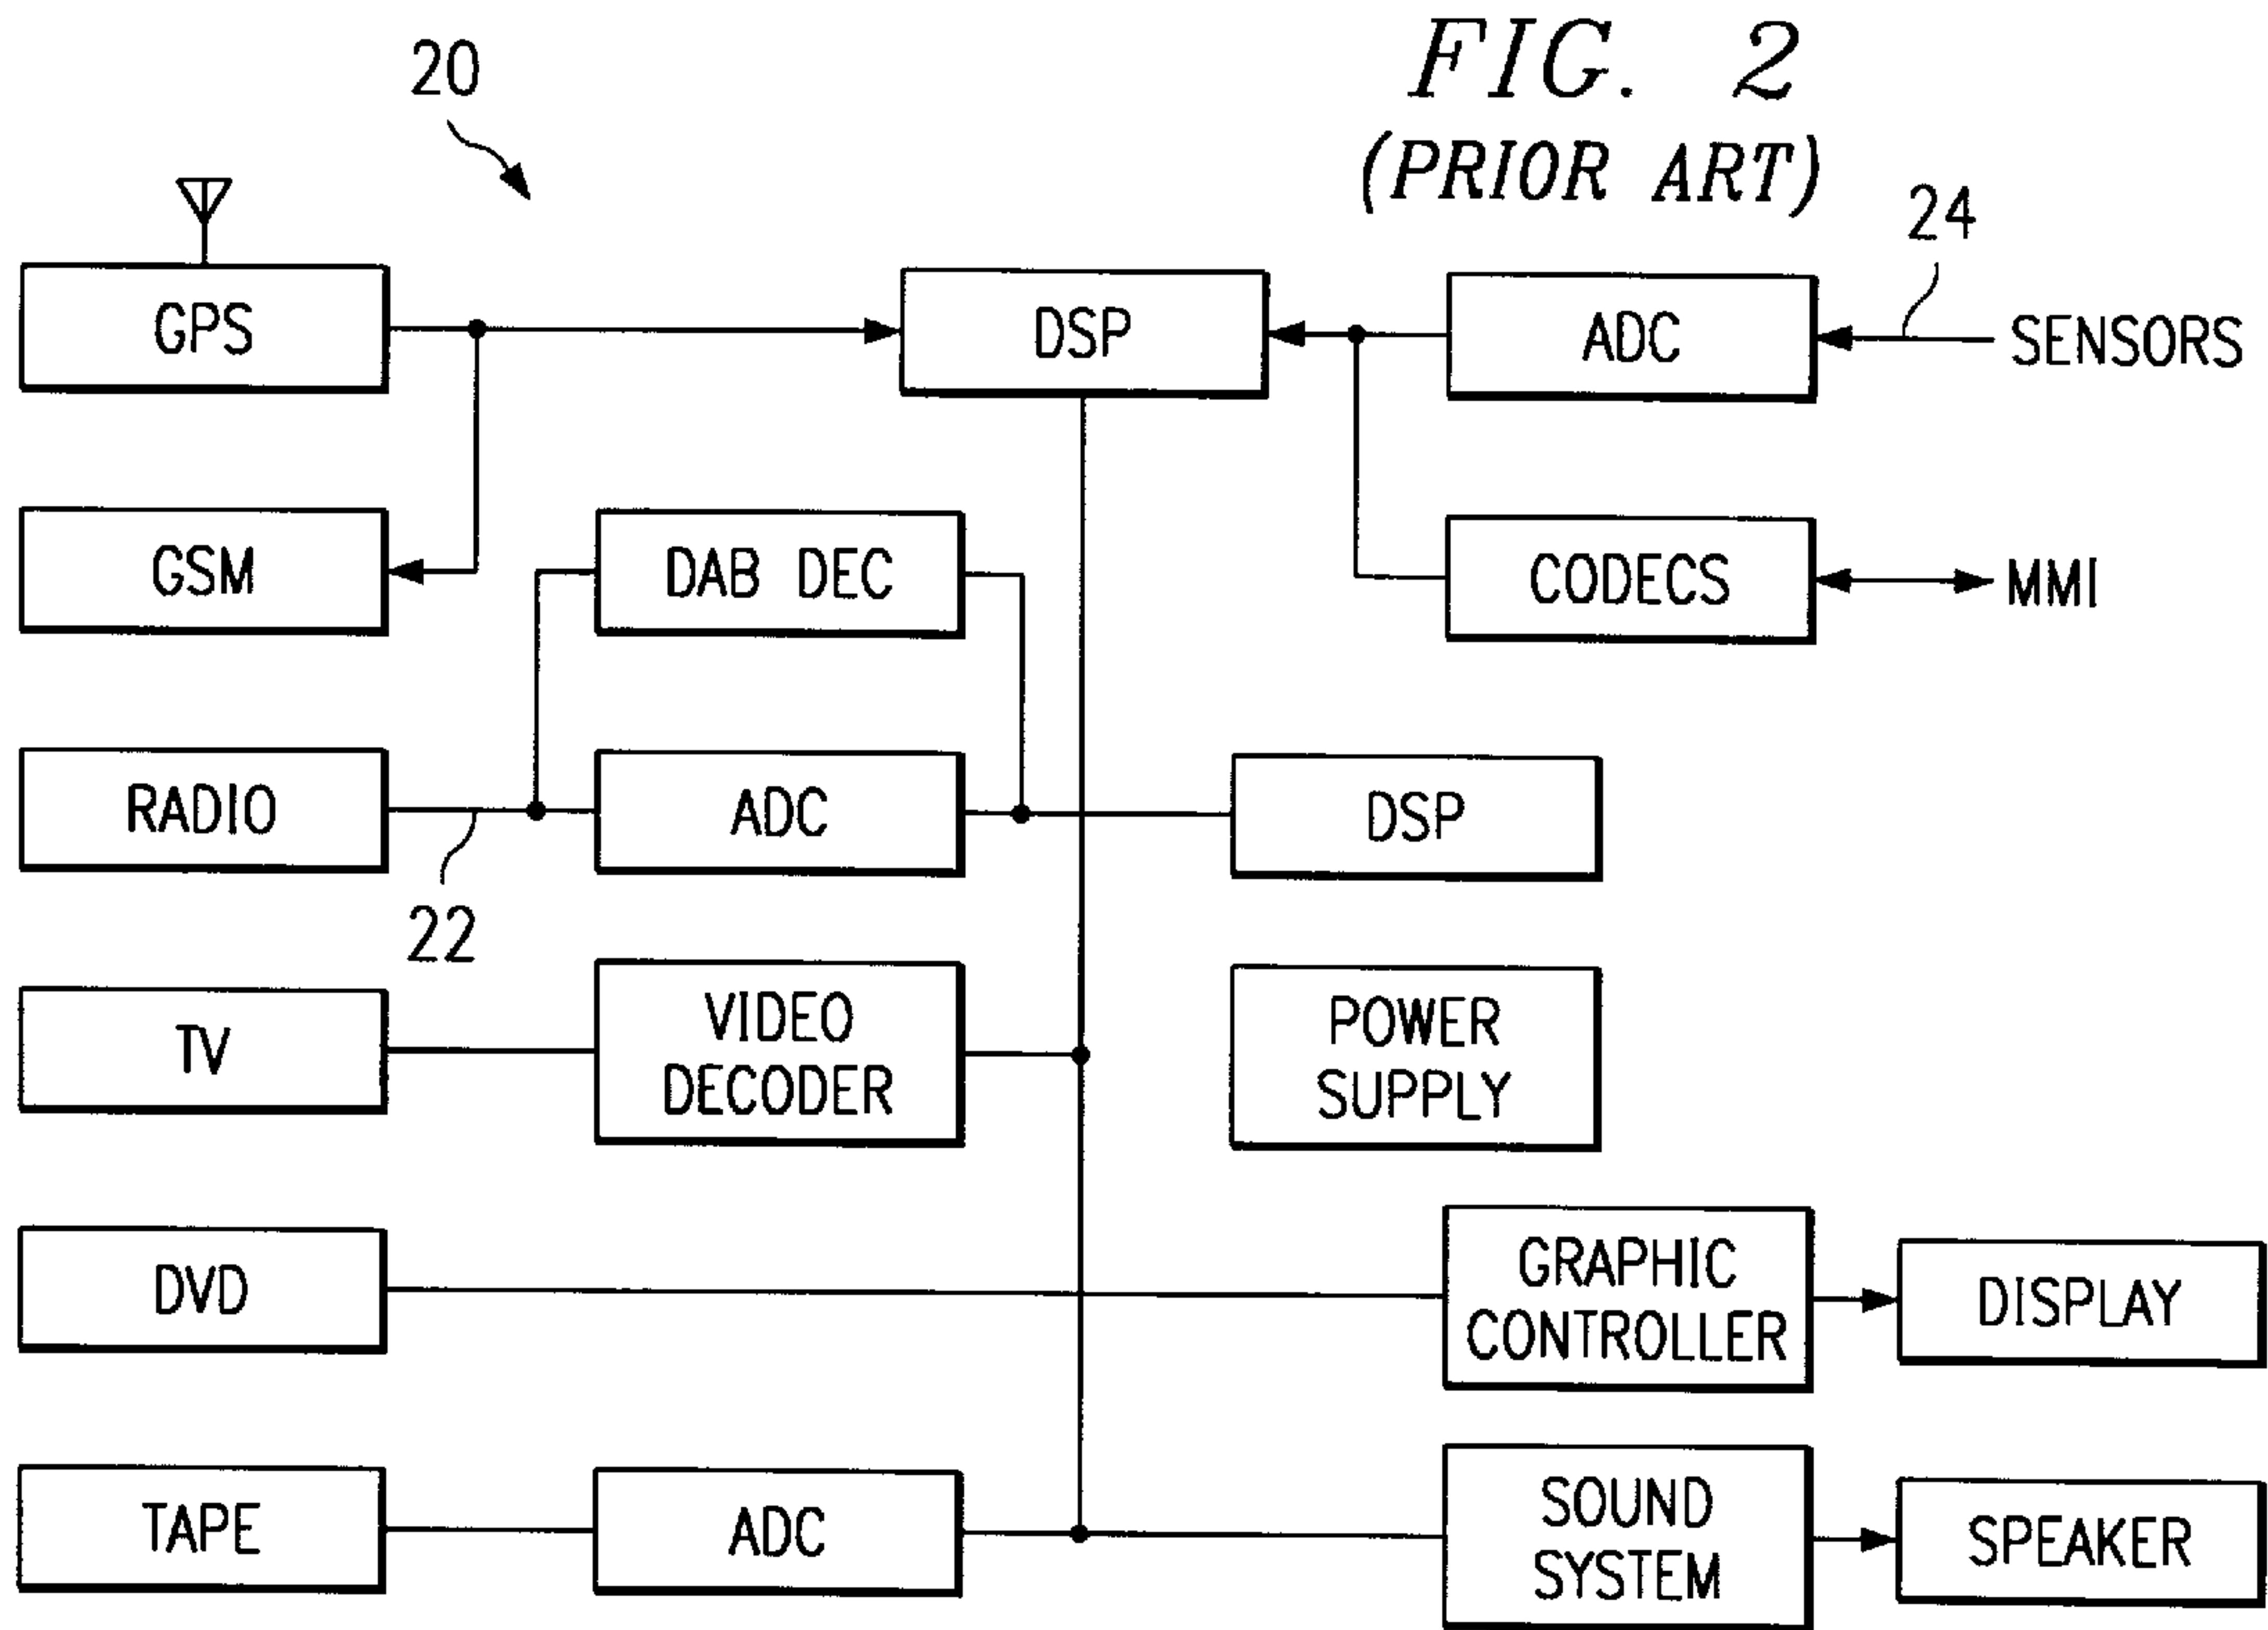 FIG. 2
(PRIOR ART)
20
24
GPS
DSP
ADC
SENSORS
GSM
DAB DEC
CODECS
MMI
RADIO
ADC
DSP
22
TV
VIDEO
DECODER
POWER
SUPPLY
DVD
GRAPHIC
CONTROLLER
DISPLAY
TAPE
ADC
SOUND
SYSTEM
SPEAKER